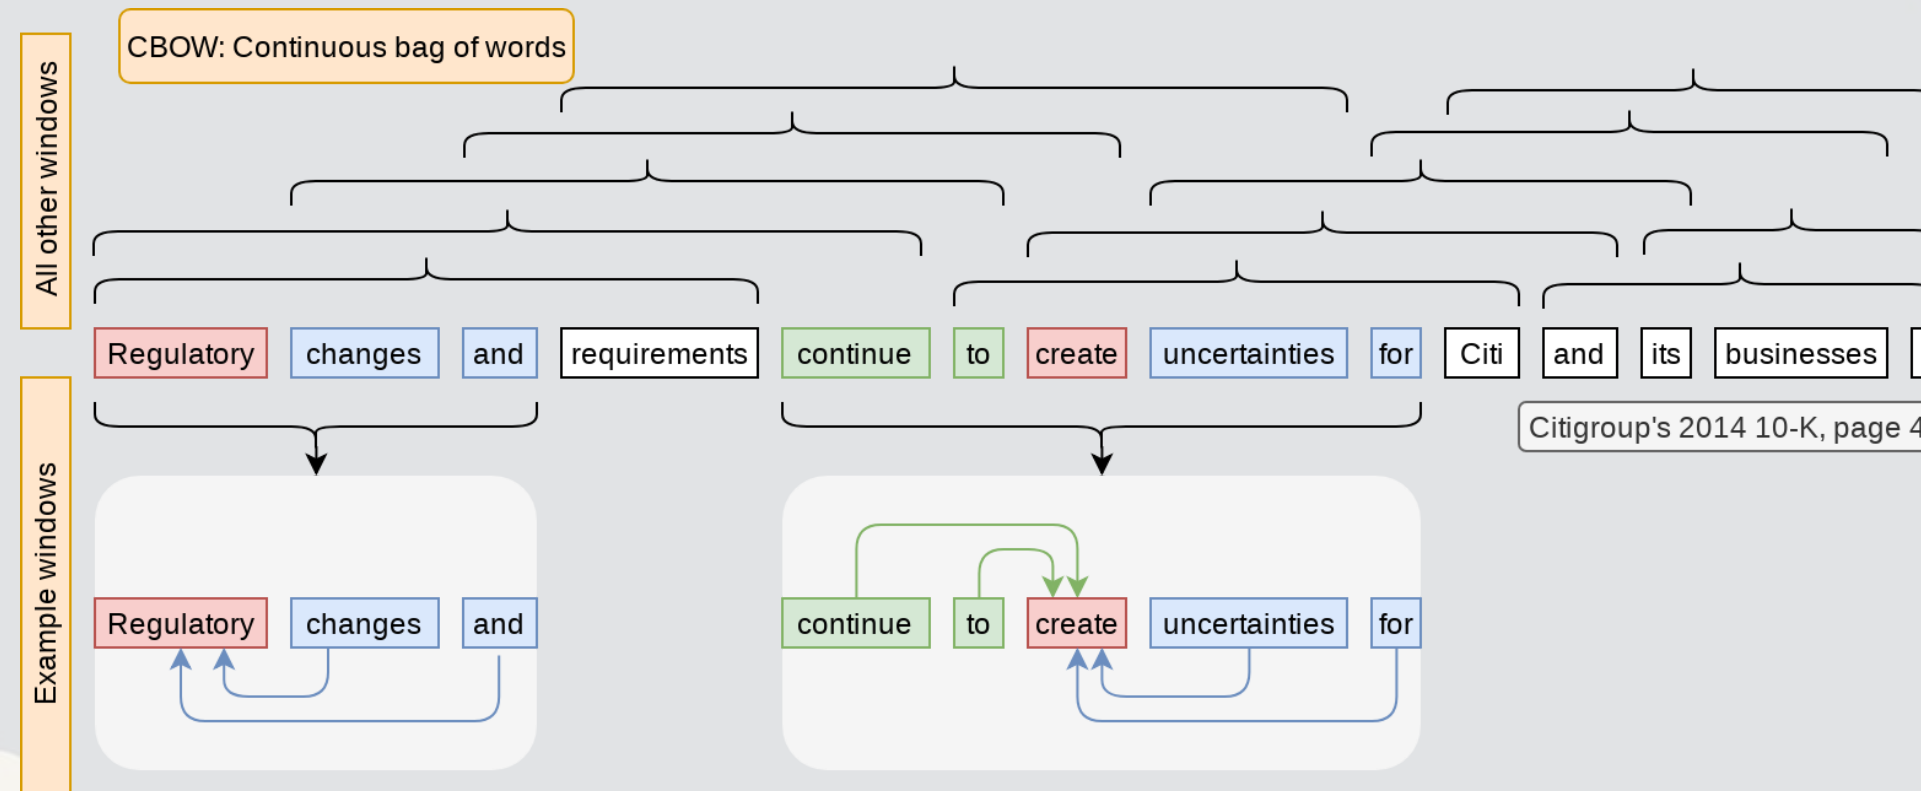 CBOW: Continuous bag of words
All other windows
Regulatory changes and requirements continue to create uncertainties for Citi and its businesses
Citigroup's 2014 10-K, page 4
Example windows
Regulatory changes and
continue to create uncertainties for